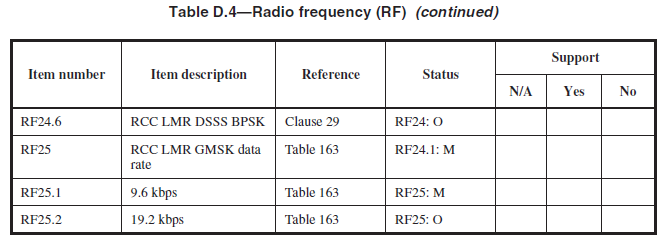 Table D.4—Radio frequency (RF) (continued)
Item number Item description Reference Status Support
N/A Yes No
RF24.6 RCC LMR DSSS BPSK Clause 29 RF24: O
RF25 RCC LMR GMSK data Table 163 RF24.1: M
rate
RF25.1 9.6 kbps Table 163 RF25: M
RF25.2 19.2 kbps Table 163 RF25: O